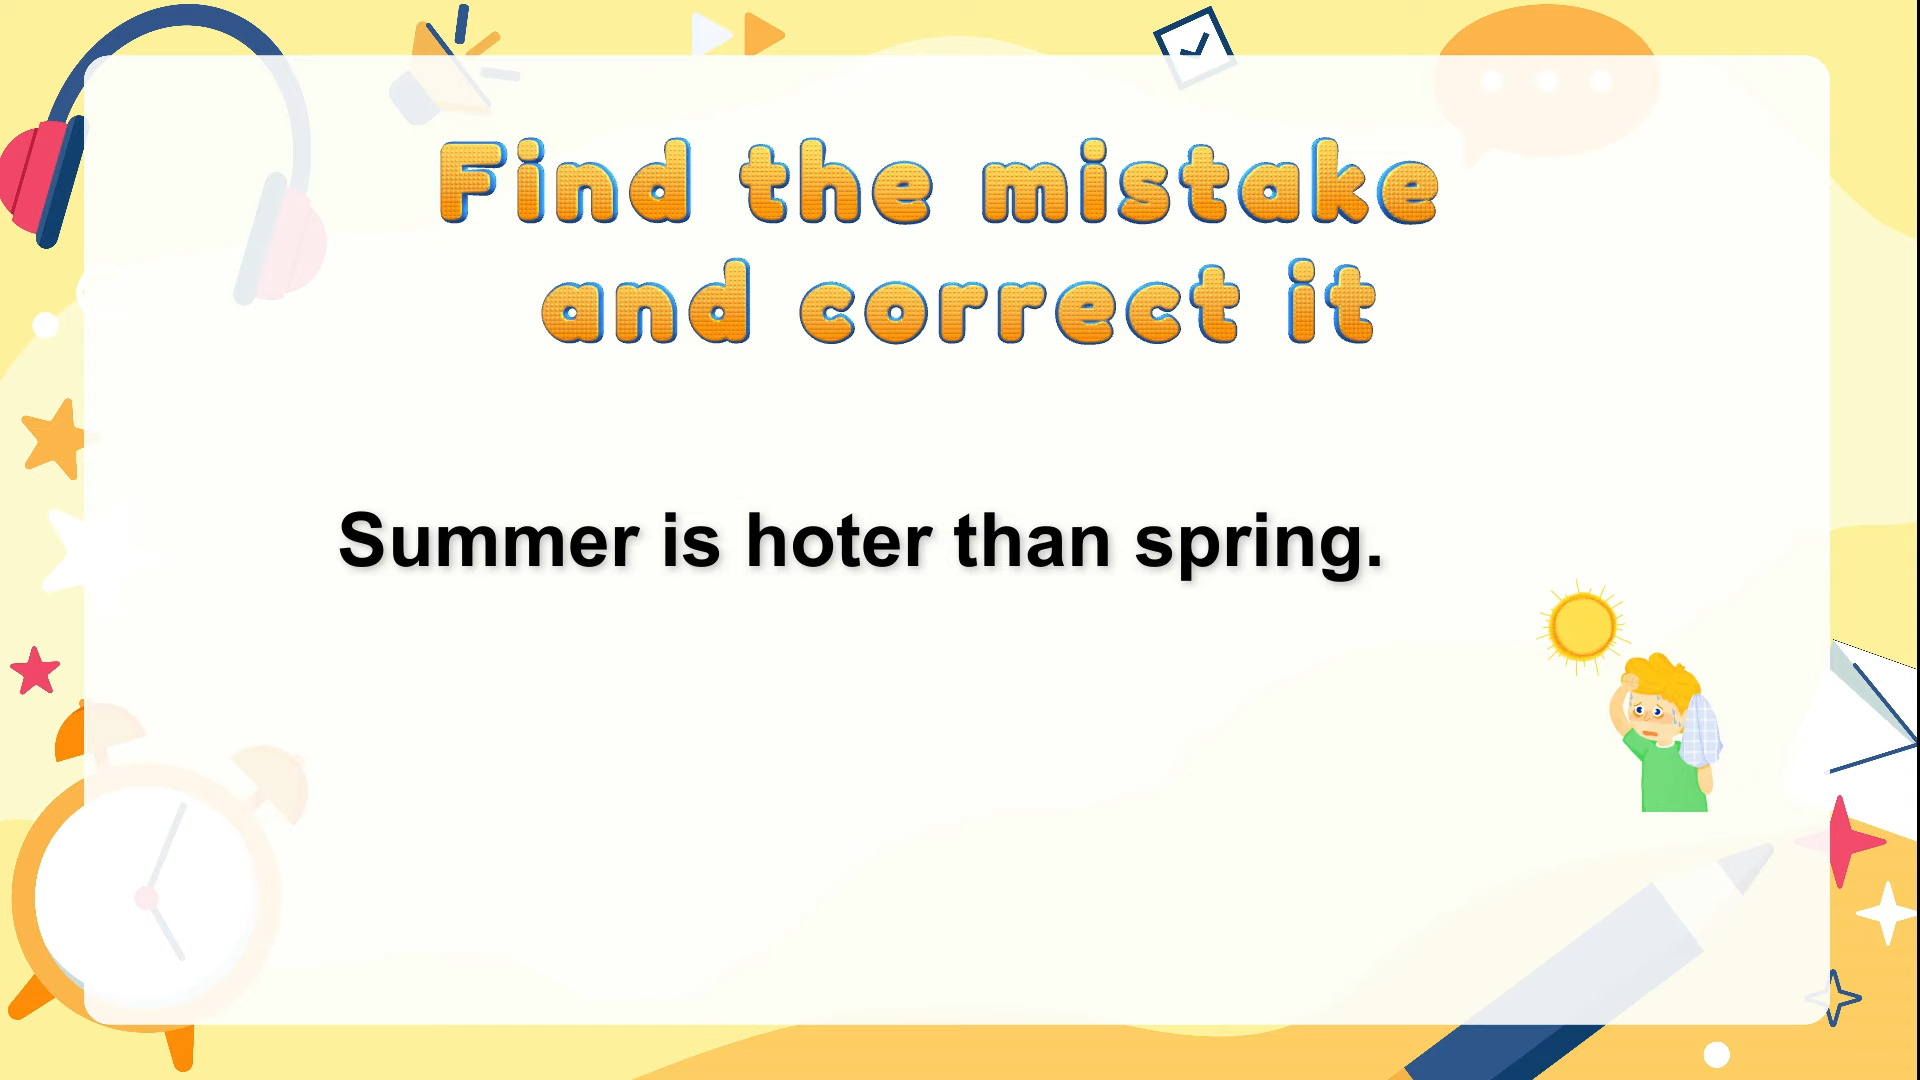 Find the mistake
and correct it
Summer is hoter than spring.